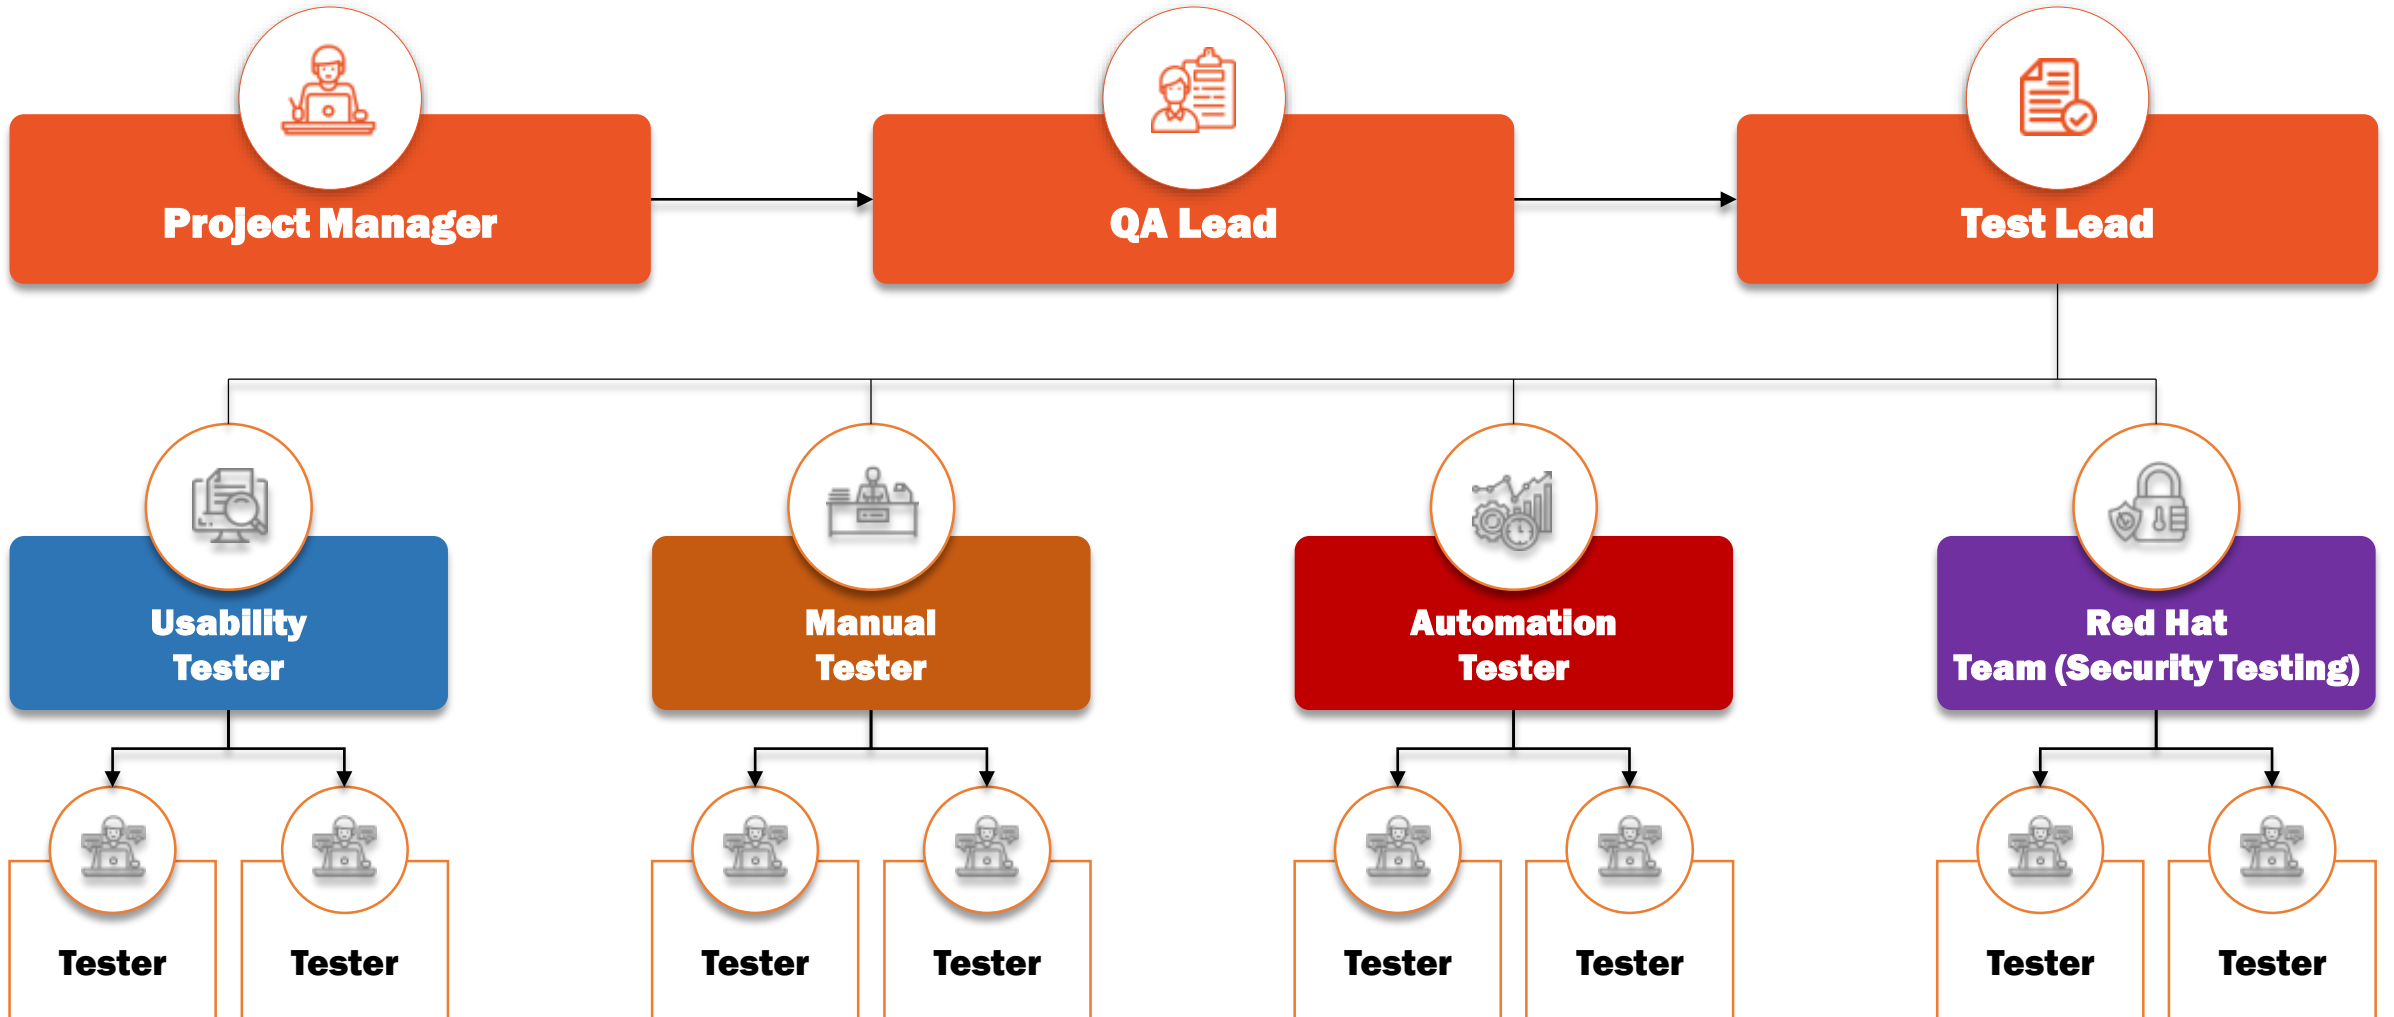 Project Manager
QA Lead
Test Lead
Usability
Tester
Manual
Tester
Automation
Tester
Red Hat
Team (Security Testing)
Tester
Tester
Tester
Tester
Tester
Tester
Tester
Tester